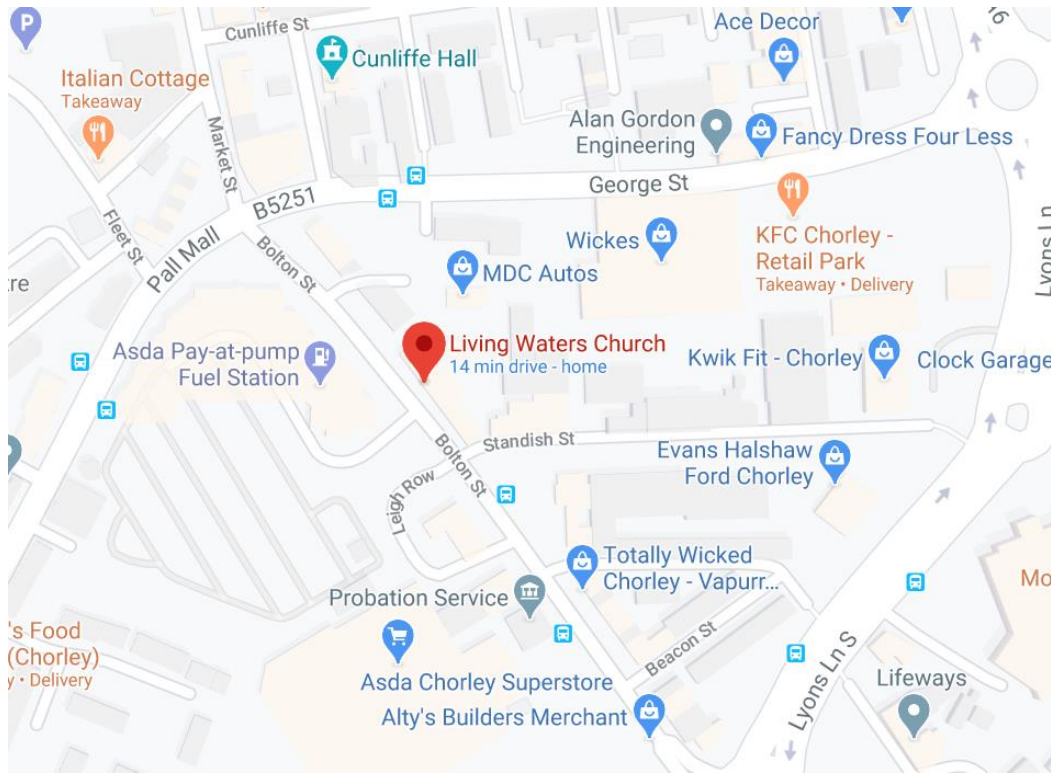 P
Cunliffe St
Ace Decor
16
Cunliffe Hall
Italian Cottage
Takeaway
Market St
Alan Gordon
Engineering
Fancy Dress Four Less
George St
B5251
Fleet St
Pall Mall
Bolton St
Wickes
KFC Chorley -
Retail Park
Takeaway • Delivery
Lyons Ln
tre
MDC Autos
Asda Pay-at-pump
Fuel Station
Living Waters Church
14 min drive - home
Kwik Fit - Chorley
Clock Garage
Standish St
Bolton St
Leigh Row
Evans Halshaw
Ford Chorley
Totally Wicked
Chorley - Vapurr...
Mo
Probation Service
's Food
(Chorley)
y • Delivery
Beacon St
Lyons Ln S
Asda Chorley Superstore
Alty's Builders Merchant
Lifeways